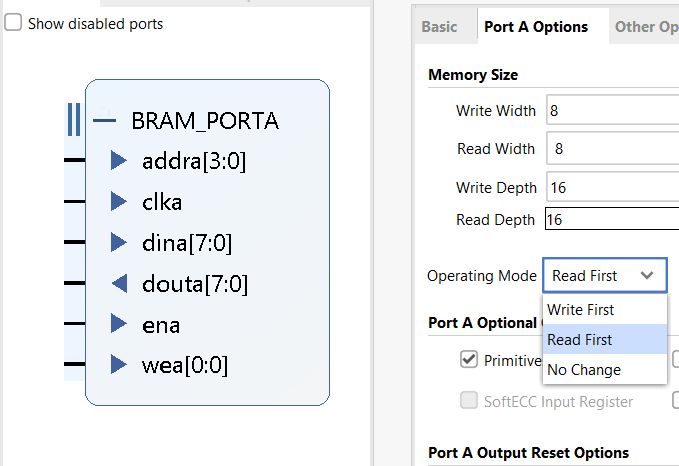 Show disabled ports
BRAM_PORTA
addra[3:0]
clka
dina[7:0]
douta[7:0]
ena
wea[0:0]
Basic
Port A Options
Other Op
Memory Size
Write Width 8
Read Width 8
Write Depth 16
Read Depth 16
Operating Mode Read First
Write First
Read First
No Change
Port A Optional
Primitive
SoftECC Input Register
Port A Output Reset Options